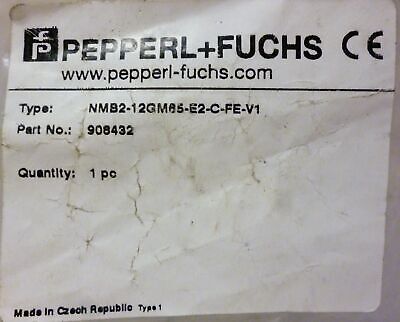 PEPPERL+FUCHS CE
www.pepperl-fuchs.com
Type: NMB2-12GM65-E2-C-FE-V1
Part No.: 908432
Quantity: 1 pc
Made in Czech Republic Type 1